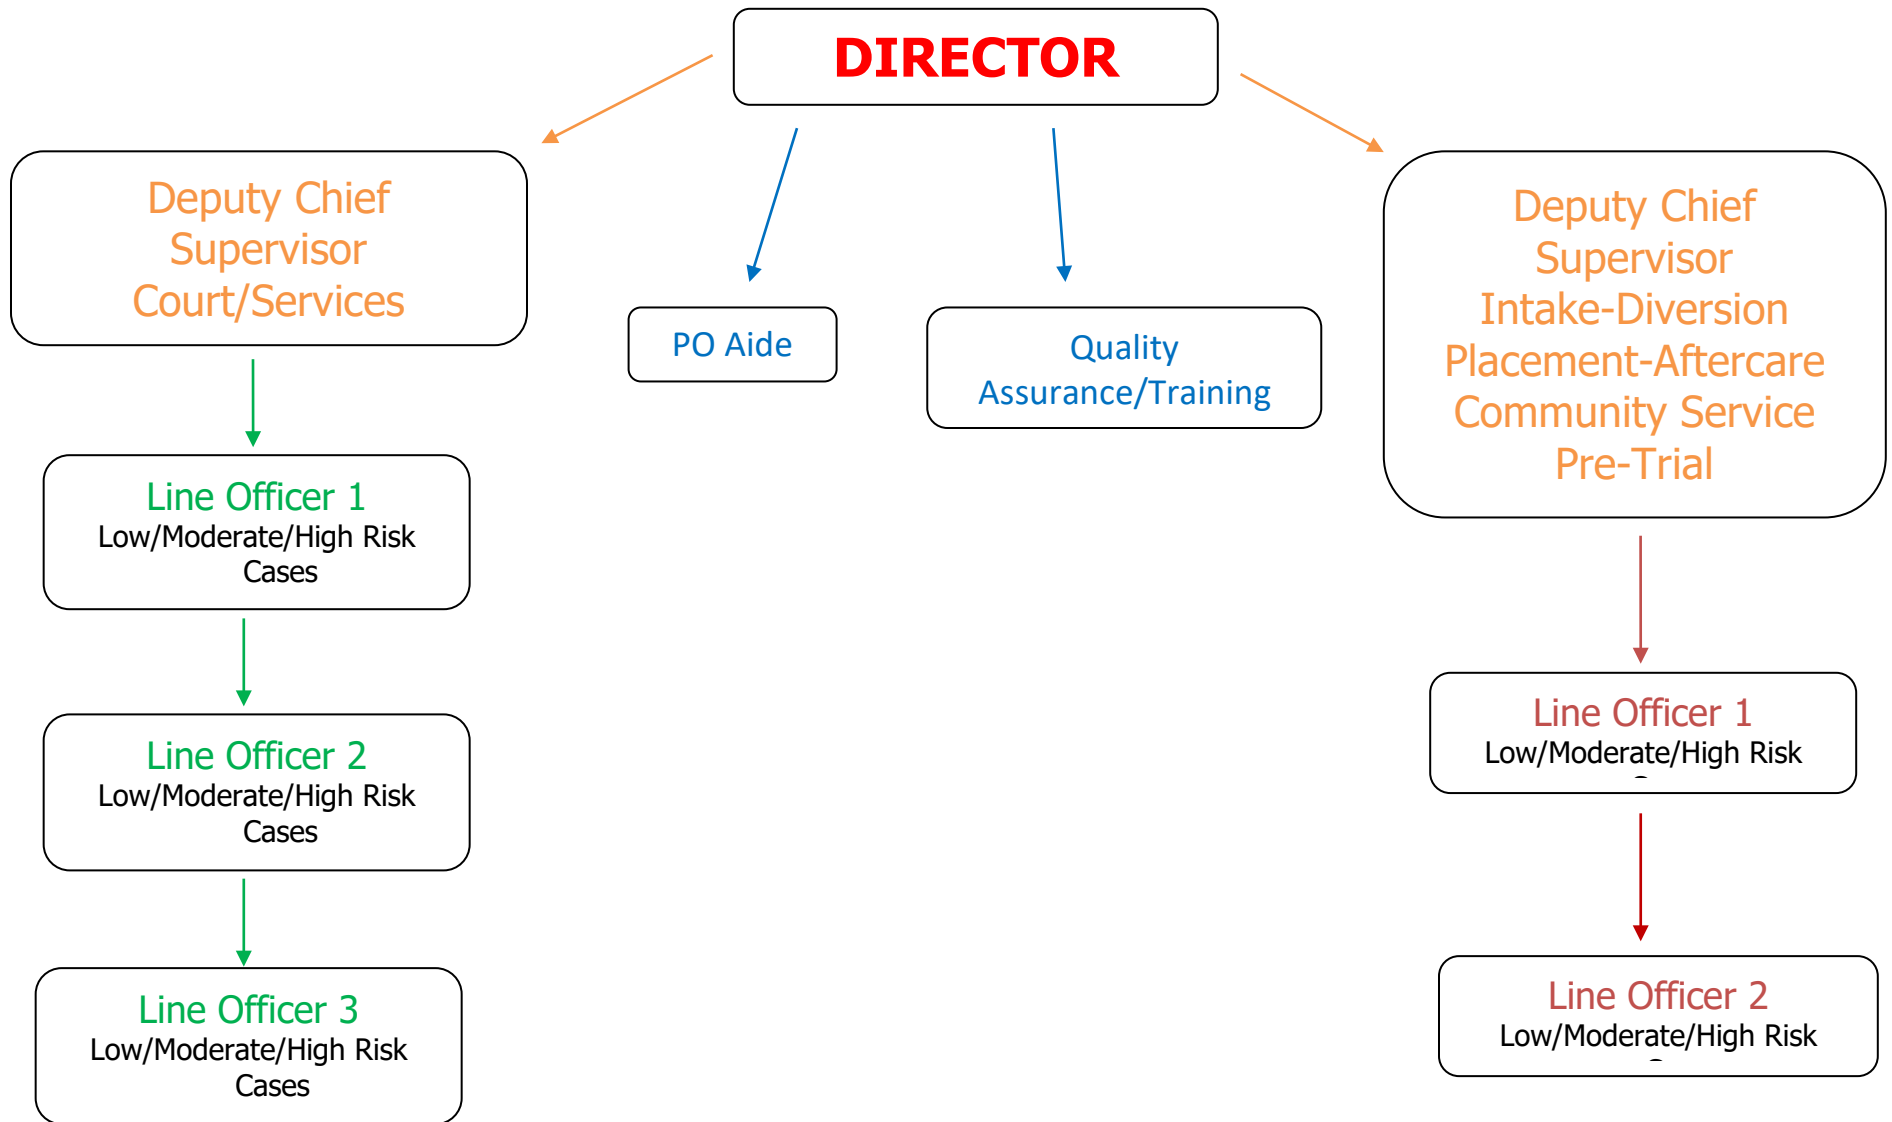 DIRECTOR
Deputy Chief
Supervisor
Court/Services
PO Aide
Quality
Assurance/Training
Deputy Chief
Supervisor
Intake-Diversion
Placement-Aftercare
Community Service
Pre-Trial
Line Officer 1
Low/Moderate/High Risk
Cases
Line Officer 2
Low/Moderate/High Risk
Cases
Line Officer 3
Low/Moderate/High Risk
Cases
Line Officer 1
Low/Moderate/High Risk
Line Officer 2
Low/Moderate/High Risk